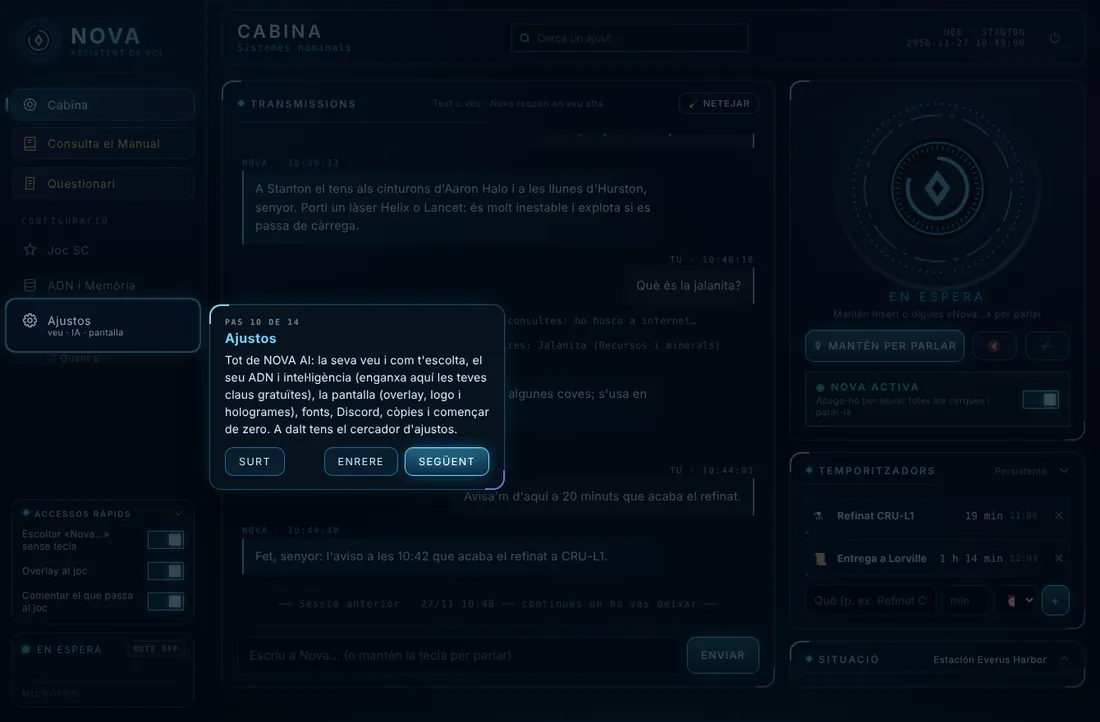 NOVA
ASSISTENT DE VOL
Cabina
Consulta el Manual
Qüestionari
CONFIGURACIÓ
Joc SC
ADN i Memòria
Ajustos
veu · IA · pantalla
Quant a
ACCESSOS RÀPIDS
Escoltar «Nova...»
sense tecla
Overlay al joc
Comentar el que passa
al joc
EN ESPERA
MUTE OFF
MICRÒFON
CABINA
Sistemes nominals
Cerca un ajust...
UEE · STANTON
2956-11-27 10:49:00
TRANSMISSIONS
Text o veu · Nova respon en veu alta
NETEJAR
NOVA · 10:39:33
A Stanton el tens als cinturons d'Aaron Halo i a les llunes d'Hurston,
senyor. Porti un làser Helix o Lancet: és molt inestable i explota si es
passa de càrrega.
TU · 10:40:18
Què és la jalanita?
consultes: ho busco a internet…
tes: Jalanita [Recursos i minerals]
algunes coves; s'usa en
PAS 10 DE 14
Ajustos
Tot de NOVA AI: la seva veu i com t'escolta, el
seu ADN i intel·ligència (enganxa aquí les teves
claus gratuïtes), la pantalla (overlay, logo i
hologrames), fonts, Discord, còpies i començar
de zero. A dalt tens el cercador d'ajustos.
SURT
ENRERE
SEGÜENT
TU · 10:44:03
Avisa'm d'aquí a 20 minuts que acaba el refinat.
NOVA · 10:44:48
Fet, senyor: l'aviso a les 10:42 que acaba el refinat a CRU-L1.
── Sessió anterior · 27/11 10:48 ── continues on ho vas deixar ──
Escriu a Nova... (o mantén la tecla per parlar)
ENVIAR
EN ESPERA
Mantén Insert o digues «Nova...» per parlar
MANTÉN PER PARLAR
NOVA ACTIVA
Apaga-ho per aturar totes les cerques i
parar-la
TEMPORITZADORS
Persistents
Refinat CRU-L1
19 min 11:08
Entrega a Lorville
1 h 14 min 12:03
Què (p. ex. Refinat C
min
+
SITUACIÓ
Estación Everus Harbor